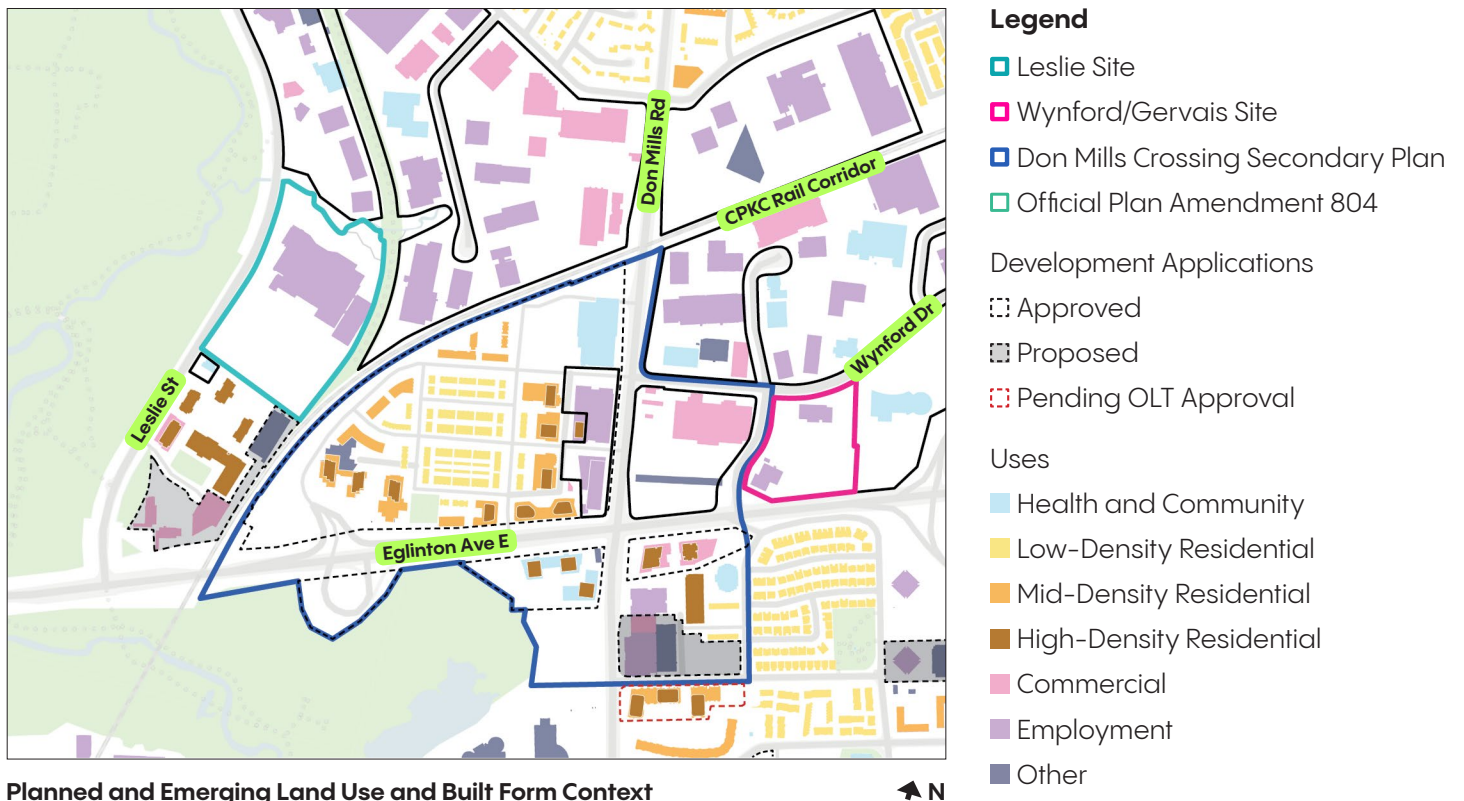 Don Mills Rd
CPKC Rail Corridor
Wynford Dr
Leslie St
Eglinton Ave E
Planned and Emerging Land Use and Built Form Context
N
Legend
Leslie Site
Wynford/Gervais Site
Don Mills Crossing Secondary Plan
Official Plan Amendment 804
Development Applications
Approved
Proposed
Pending OLT Approval
Uses
Health and Community
Low-Density Residential
Mid-Density Residential
High-Density Residential
Commercial
Employment
Other